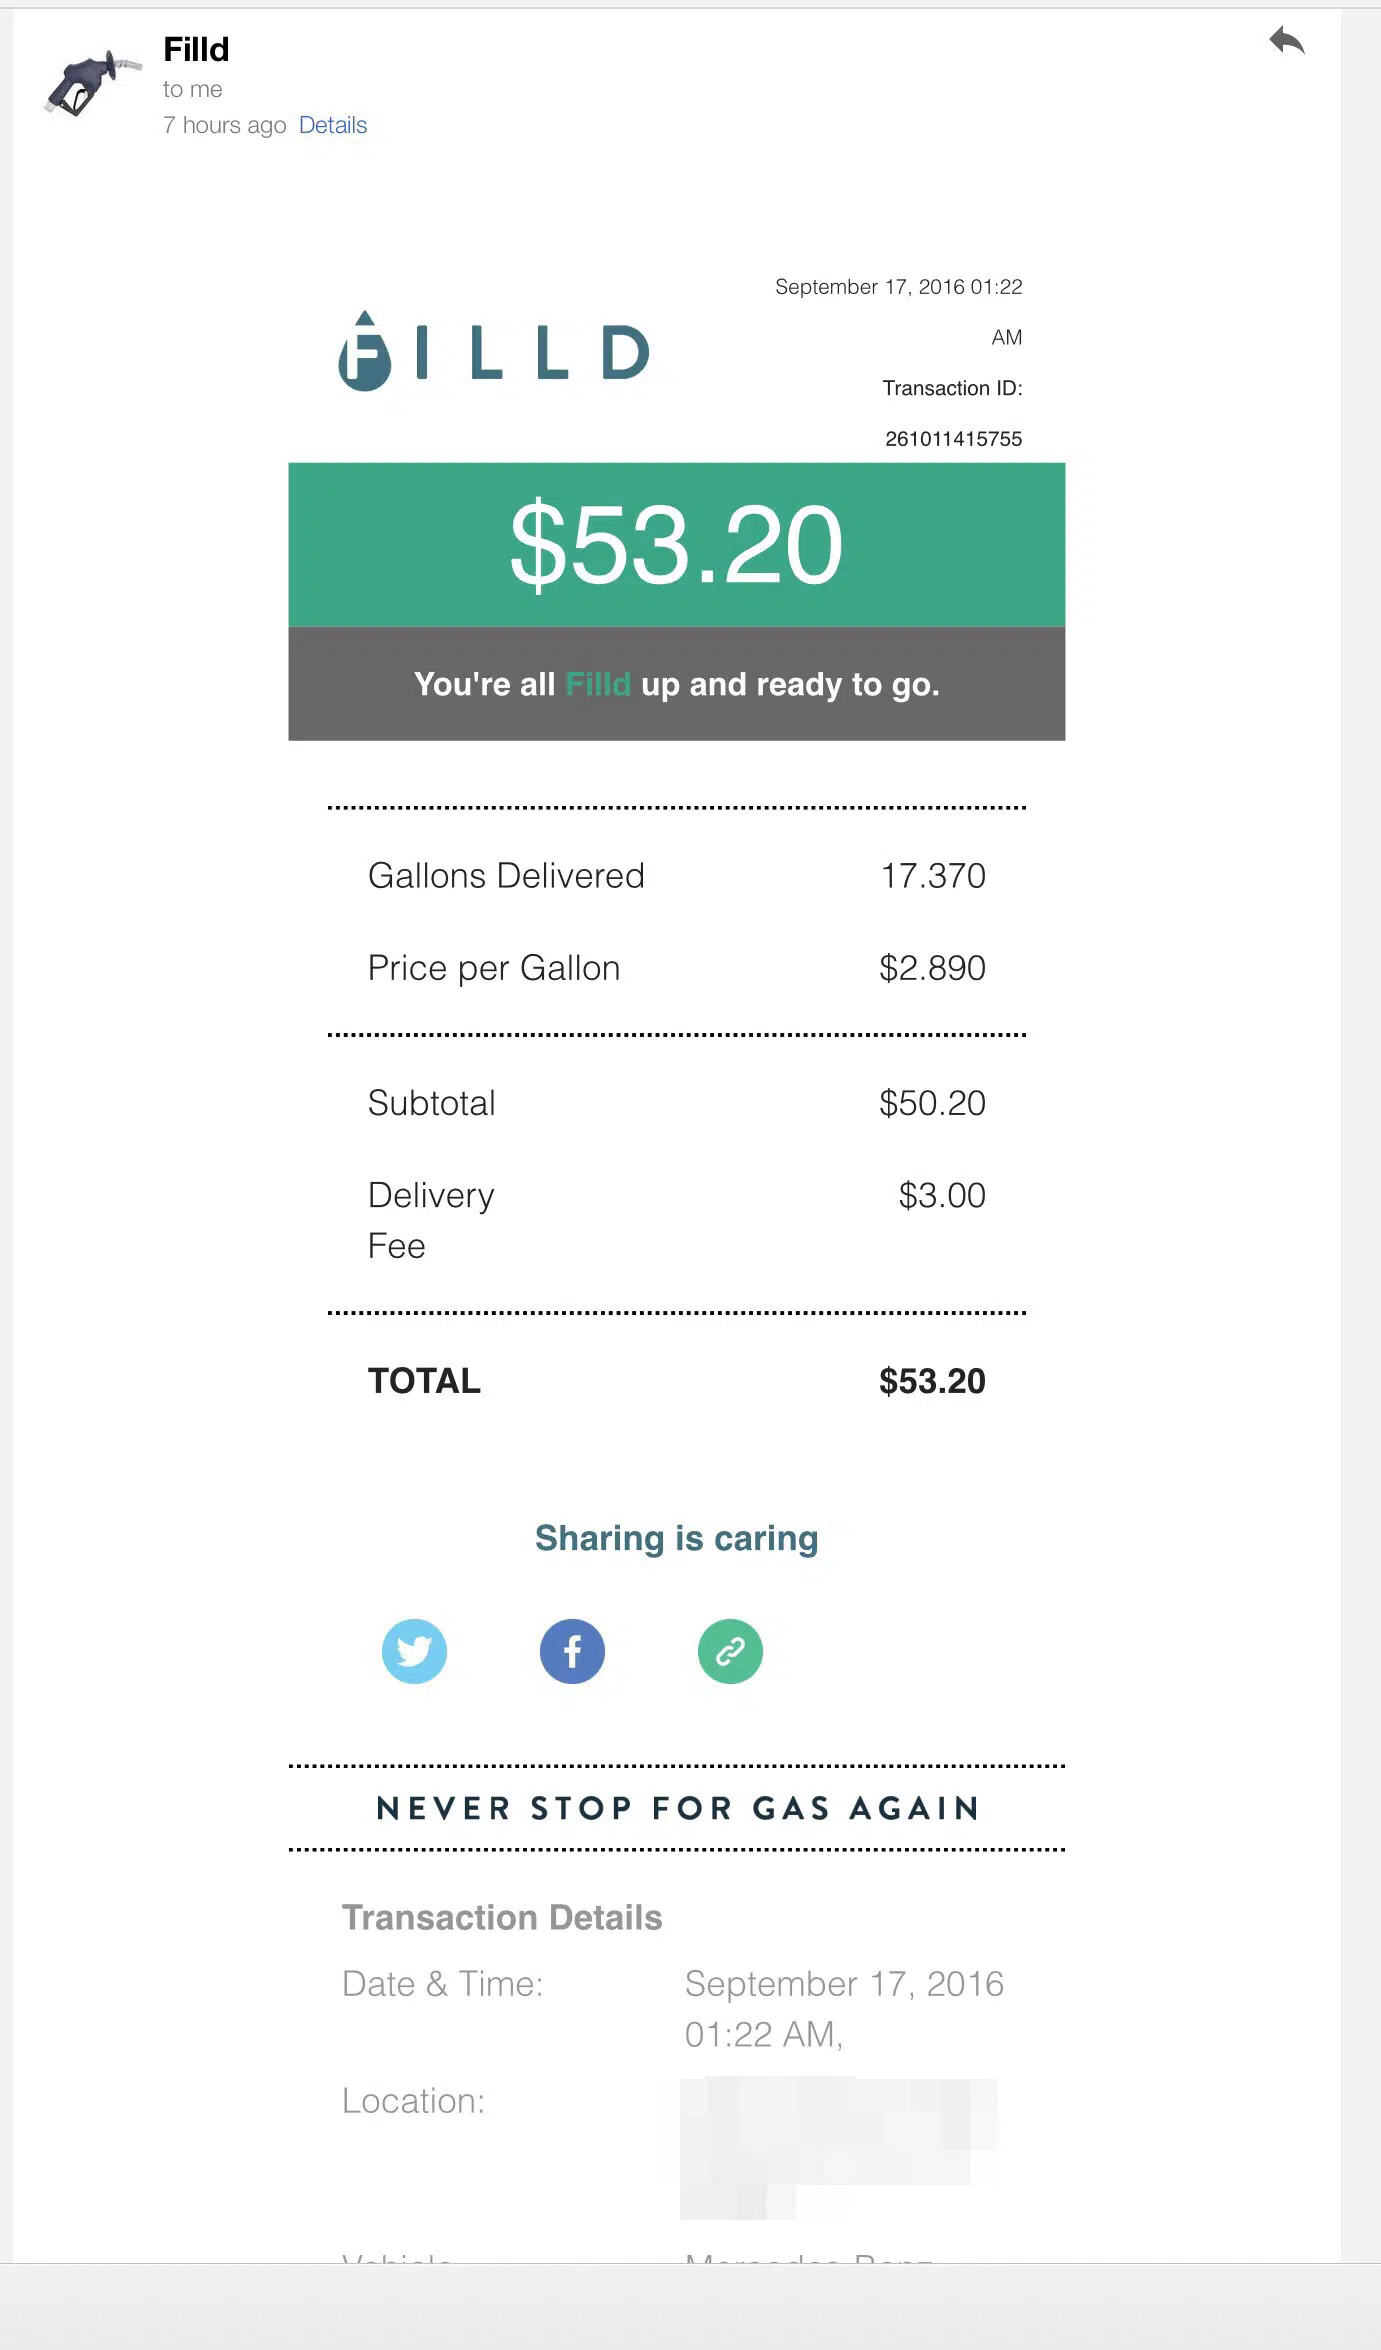 Filld
to me
7 hours ago Details
September 17, 2016 01:22
AM
Transaction ID:
261011415755
FILLD
$53.20
You're all Filld up and ready to go.
Gallons Delivered 17.370
Price per Gallon $2.890
Subtotal $50.20
Delivery $3.00
Fee
TOTAL $53.20
Sharing is caring
NEVER STOP FOR GAS AGAIN
Transaction Details
Date & Time: September 17, 2016
01:22 AM,
Location: